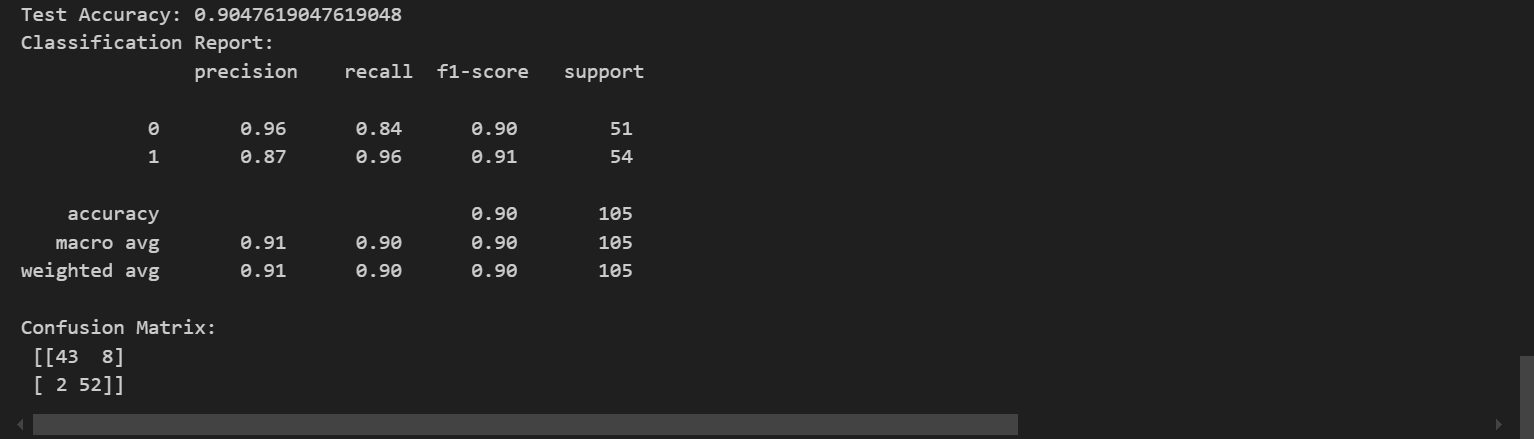 Test Accuracy: 0.9047619047619048
Classification Report:
               precision    recall  f1-score   support

           0       0.96      0.84      0.90        51
           1       0.87      0.96      0.91        54

    accuracy                           0.90       105
   macro avg       0.91      0.90      0.90       105
weighted avg       0.91      0.90      0.90       105

Confusion Matrix:
 [[43  8]
 [ 2 52]]